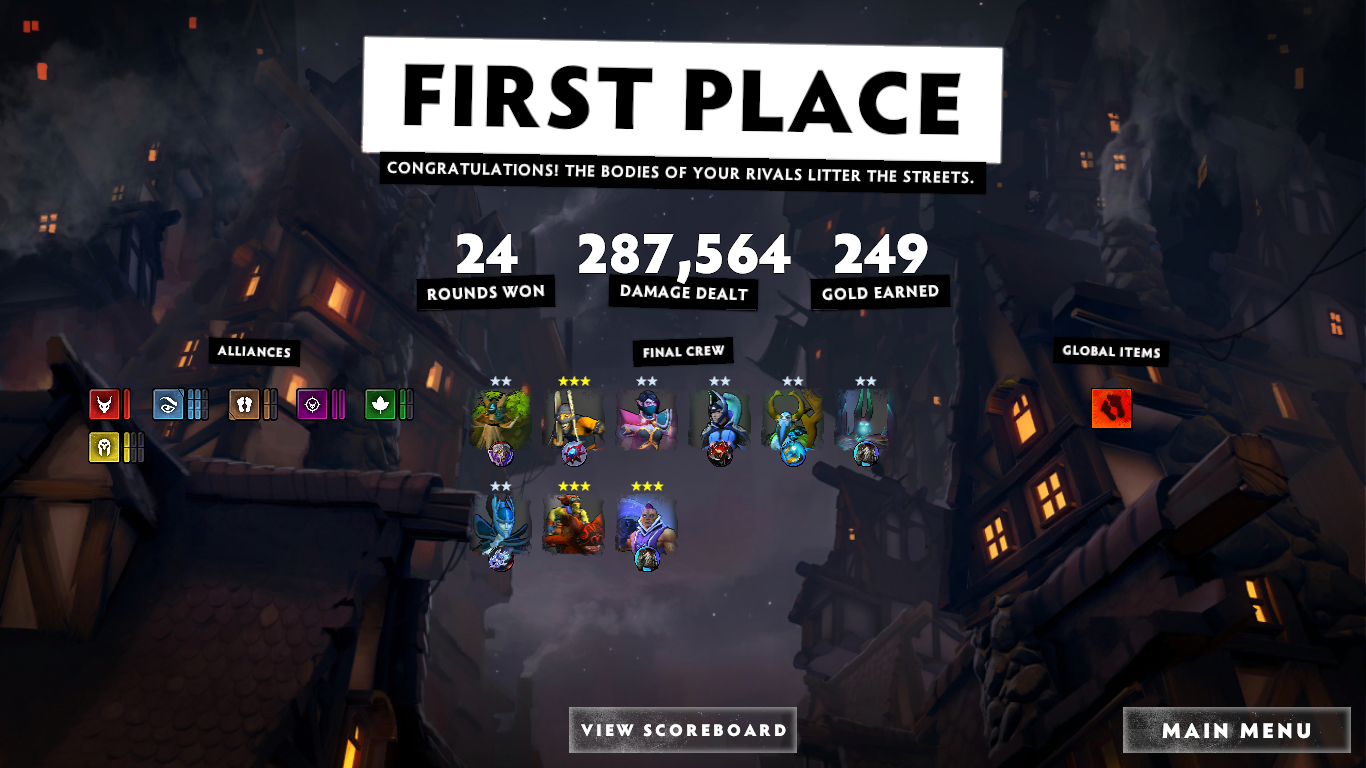 FIRST PLACE
CONGRATULATIONS! THE BODIES OF YOUR RIVALS LITTER THE STREETS.
24
ROUNDS WON
287,564
DAMAGE DEALT
249
GOLD EARNED
ALLIANCES
FINAL CREW
GLOBAL ITEMS
VIEW SCOREBOARD
MAIN MENU